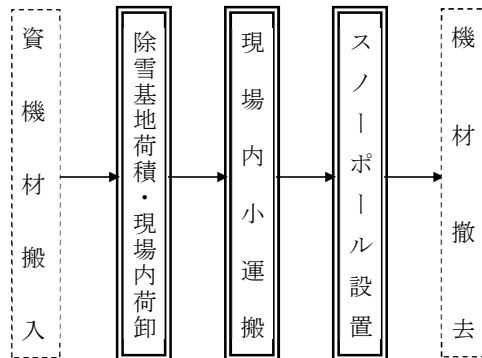 資機材搬入
除雪基地荷積・現場内荷卸
現場内小運搬
スノーポール設置
機材撤去